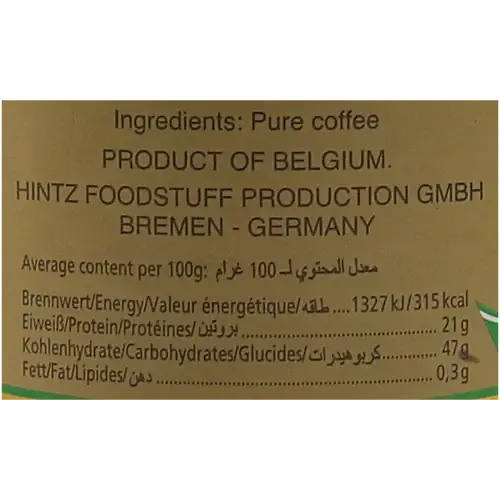 Ingredients: Pure coffee
PRODUCT OF BELGIUM.
HINTZ FOODSTUFF PRODUCTION GMBH
BREMEN - GERMANY
Average content per 100g: معدل المحتوي لـ 100 غرام
Brennwert/Energy/Valeur énergétique/طاقه....1327 kJ/315 kcal
Eiweiß/Protein/Protéines/بروتين........................................ 21 g
Kohlenhydrate/Carbohydrates/Glucides/كربوهيدرات............ 47g
Fett/Fat/Lipides/دهن.................................................... 0,3 g